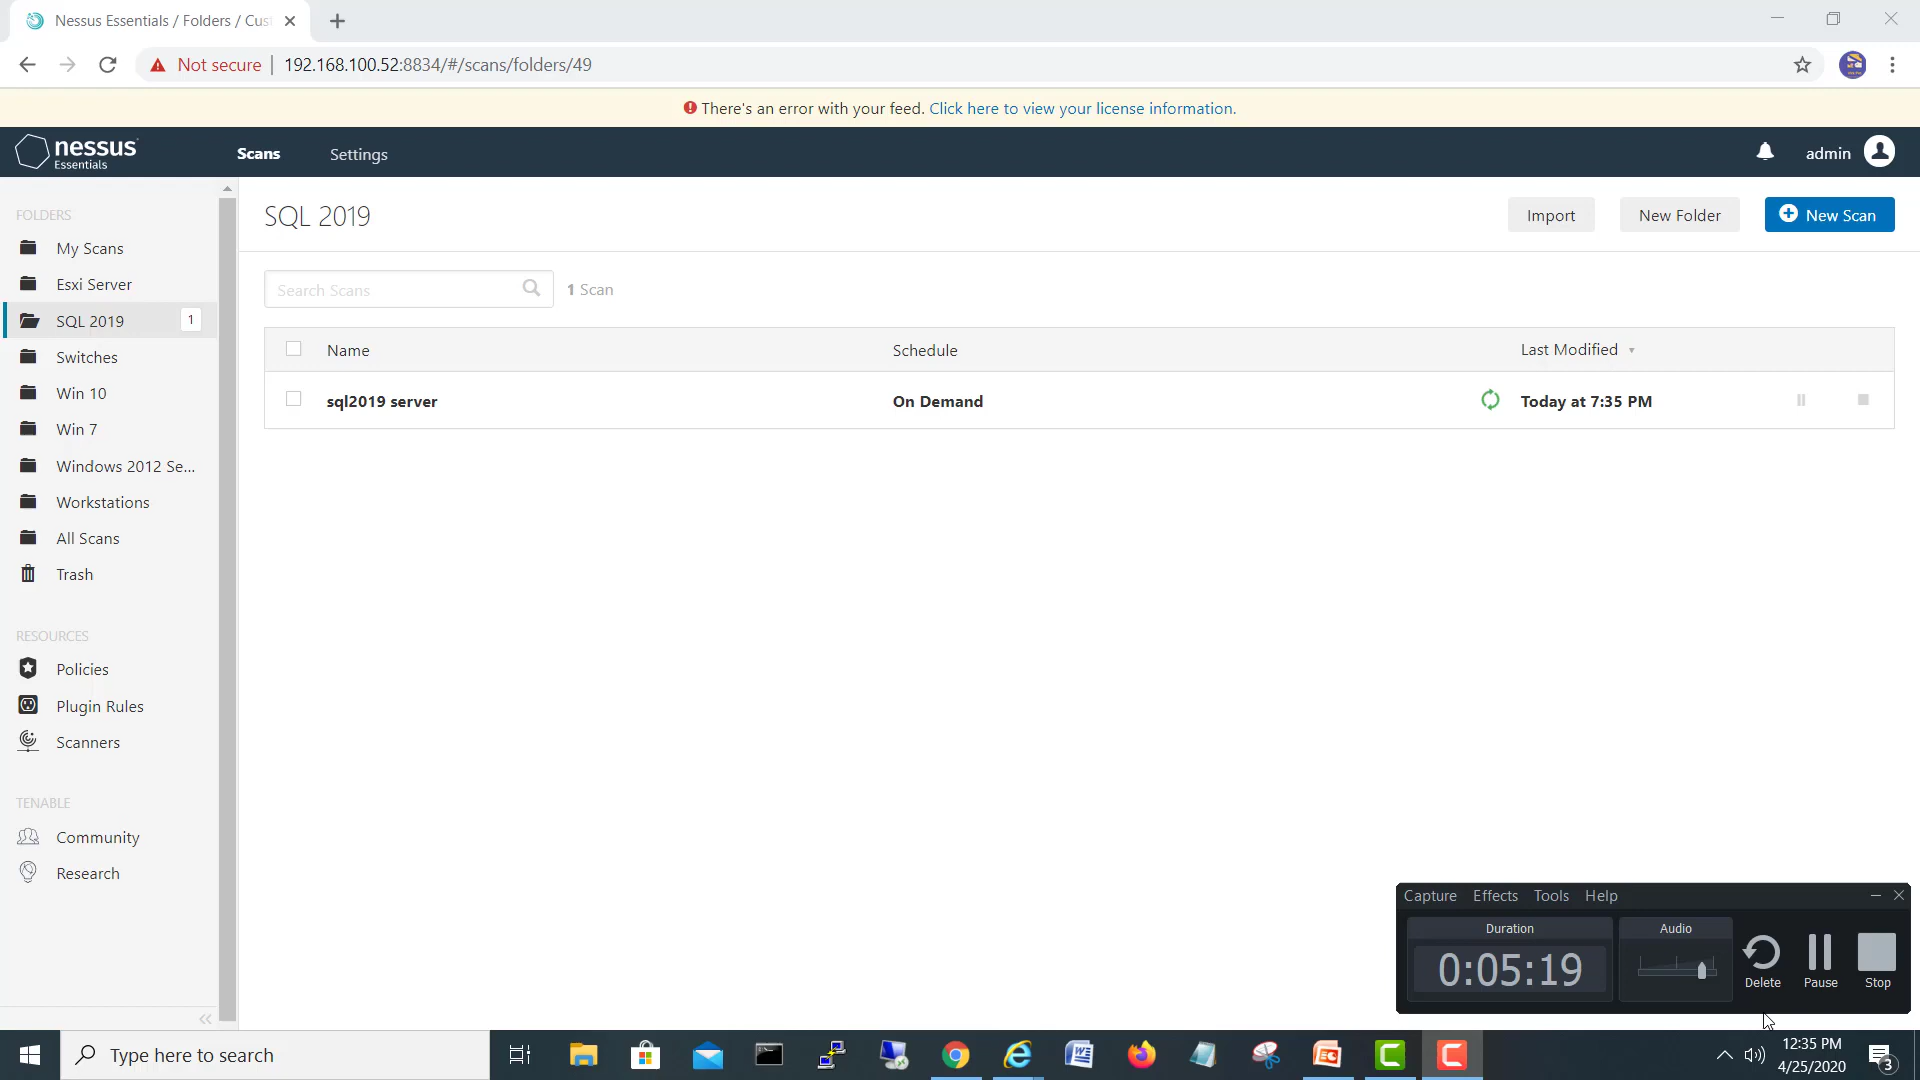 Nessus Essentials / Folders / Cus
Not secure
192.168.100.52:8834/#/scans/folders/49
There's an error with your feed. Click here to view your license information.
nessus
Essentials
Scans
Settings
admin
FOLDERS
My Scans
Esxi Server
SQL 2019
1
Switches
Win 10
Win 7
Windows 2012 Se...
Workstations
All Scans
Trash
RESOURCES
Policies
Plugin Rules
Scanners
TENABLE
Community
Research
SQL 2019
Import
New Folder
New Scan
Search Scans
1 Scan
Name
Schedule
Last Modified
sql2019 server
On Demand
Today at 7:35 PM
Capture
Effects
Tools
Help
Duration
0:05:19
Audio
Delete
Pause
Stop
Type here to search
12:35 PM
4/25/2020
3